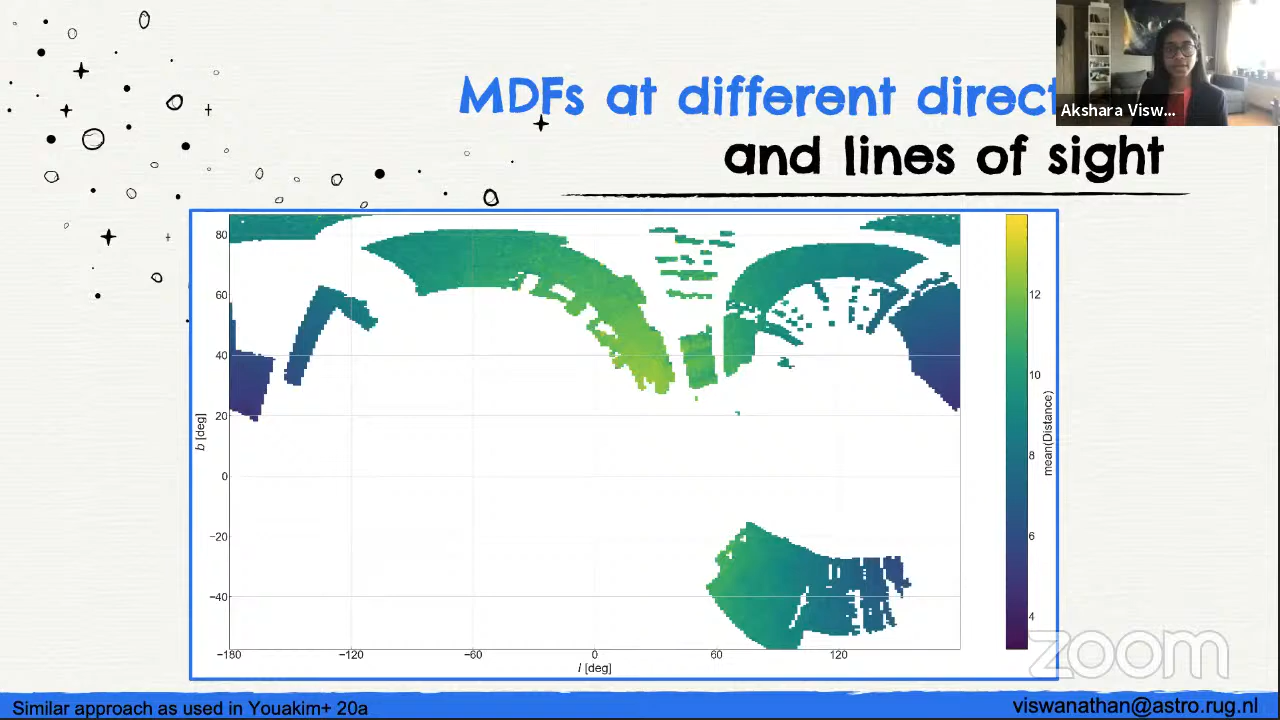 MDFs at different direct
and lines of sight
Akshara Visw...
80
60
40
20
0
−20
−40
b [deg]
−180
−120
−60
0
60
120
l [deg]
12
10
8
6
4
mean(Distance)
zoom
Similar approach as used in Youakim+ 20a
viswanathan@astro.rug.nl